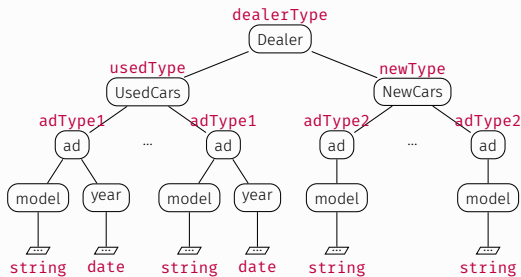 dealerType
Dealer
usedType newType
UsedCars NewCars
adType1 adType1 adType2 adType2
ad ... ad ad ... ad
model year model year model model
... ... ... ... ... ...
string date string date string string